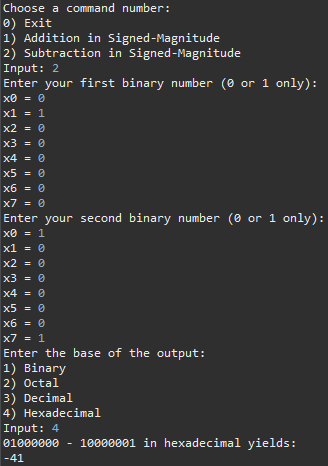 Choose a command number:
0) Exit
1) Addition in Signed-Magnitude
2) Subtraction in Signed-Magnitude
Input: 2
Enter your first binary number (0 or 1 only):
x0 = 0
x1 = 1
x2 = 0
x3 = 0
x4 = 0
x5 = 0
x6 = 0
x7 = 0
Enter your second binary number (0 or 1 only):
x0 = 1
x1 = 0
x2 = 0
x3 = 0
x4 = 0
x5 = 0
x6 = 0
x7 = 1
Enter the base of the output:
1) Binary
2) Octal
3) Decimal
4) Hexadecimal
Input: 4
01000000 - 10000001 in hexadecimal yields:
-41